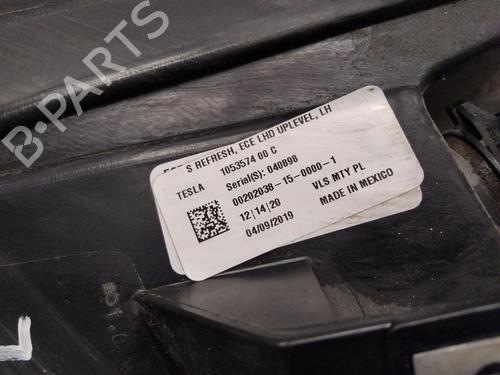 B-PARTS
S REFRESH, ECE LHD UPLEVEL, LH
TESLA 1053574 00 C
Serial(S): 040898
00202038-15-0000-1
12|14|20 VLS MTY PL
04/09/2019 MADE IN MEXICO